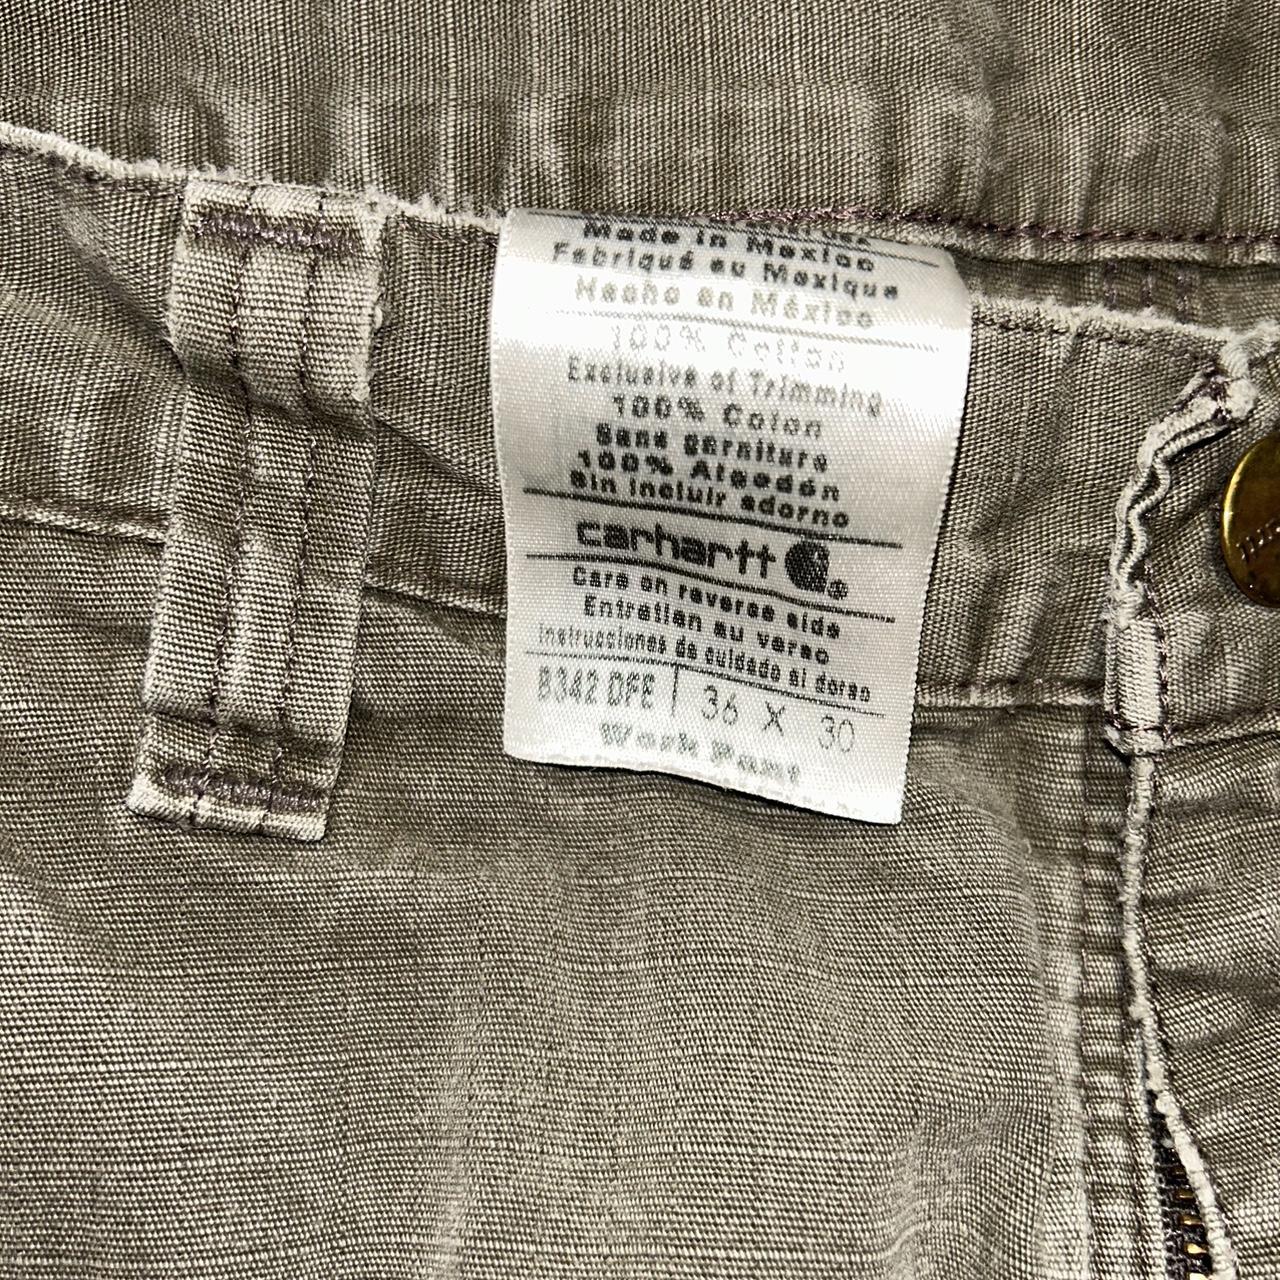 Made in Mexico
Fabriqué au Mexique
Hecho en México
100% Cotton
Exclusive of Trimming
100% Coton
Sans garniture
100% Algodón
Sin incluir adorno
carhartt
Care on reverse side
Entretien au verso
Instrucciones de cuidado al dorso
B342 DFE | 36 X 30
Work Pant